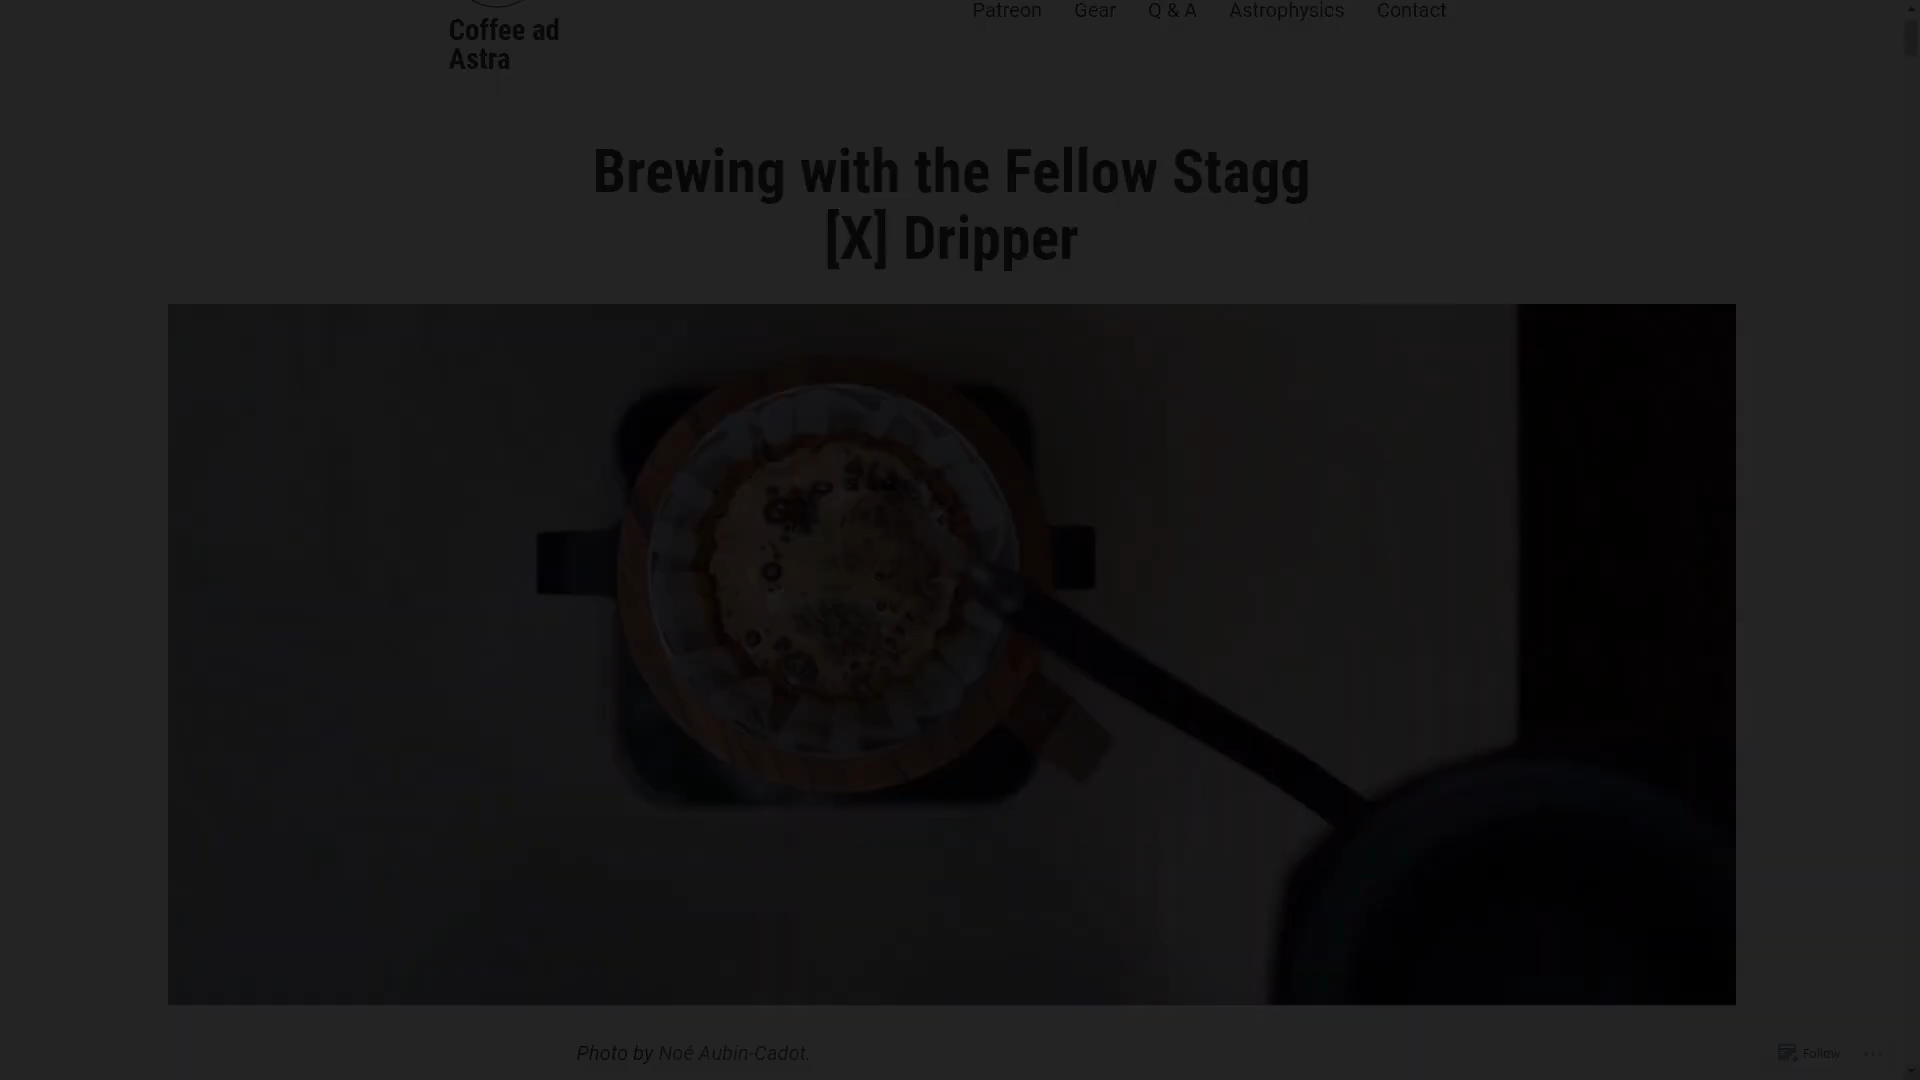 Coffee ad
Astra
Patreon Gear Q & A Astrophysics Contact
Brewing with the Fellow Stagg
[X] Dripper
Photo by Noé Aubin-Cadot.
Follow